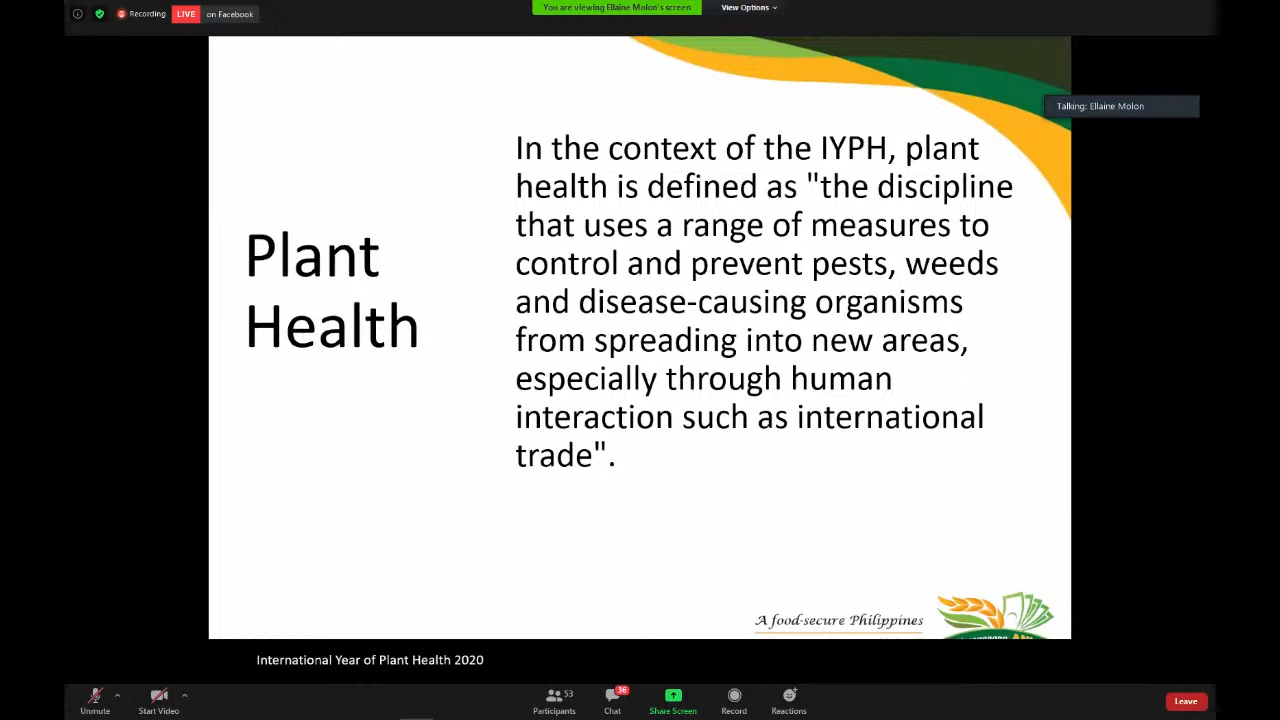 Recording LIVE on Facebook
You are viewing Ellaine Molon's screen
View Options
Talking: Ellaine Molon
Plant
Health
In the context of the IYPH, plant
health is defined as "the discipline
that uses a range of measures to
control and prevent pests, weeds
and disease-causing organisms
from spreading into new areas,
especially through human
interaction such as international
trade".
A food-secure Philippines
International Year of Plant Health 2020
Unmute
Start Video
53
Participants
36
Chat
Share Screen
Record
Reactions
Leave